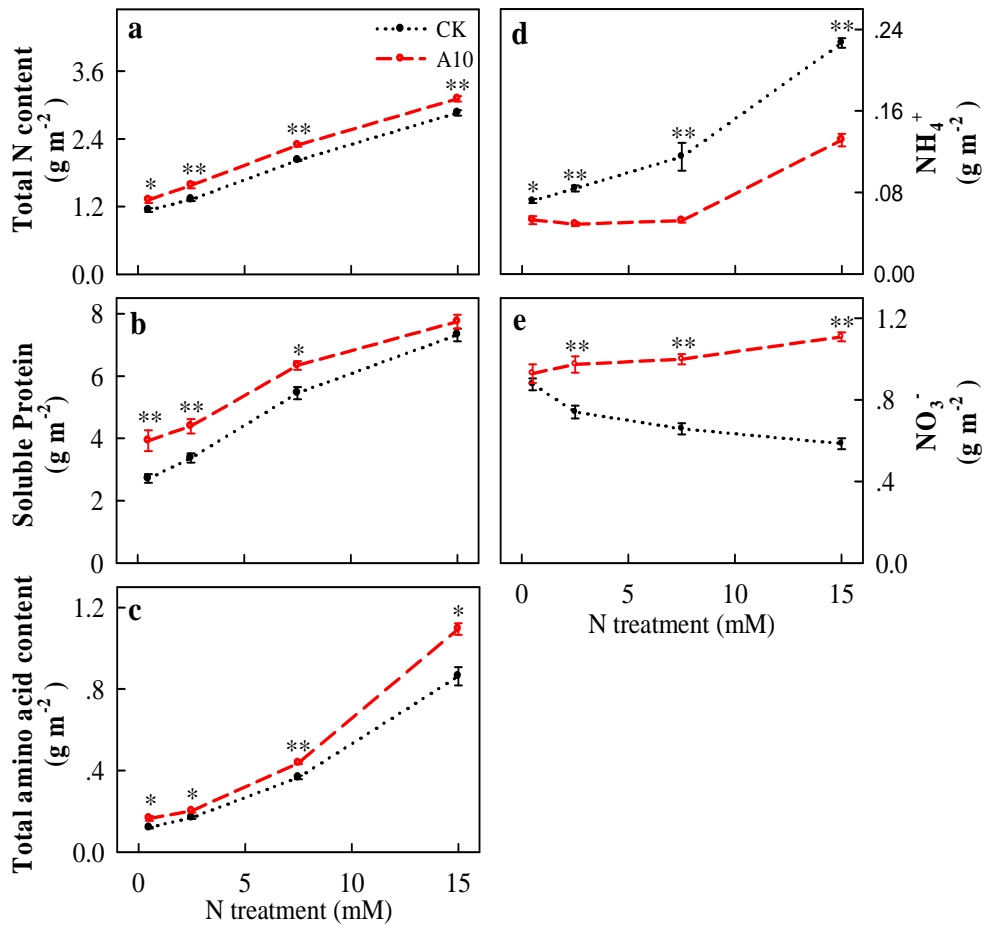 a
CK
A10
**
**
**
*
Total N content
(g m⁻²)
3.6
2.4
1.2
0.0
d
**
**
**
*
.24
.16
.08
0.00
NH₄⁺
(g m⁻²)
b
*
**
**
Soluble Protein
(g m⁻²)
8
6
4
2
0
e
**
**
**
1.2
.8
.4
0.0
NO₃⁻
(g m⁻²)
0 5 10 15
N treatment (mM)
c
*
**
*
*
Total amino acid content
(g m⁻²)
1.2
.8
.4
0.0
0 5 10 15
N treatment (mM)